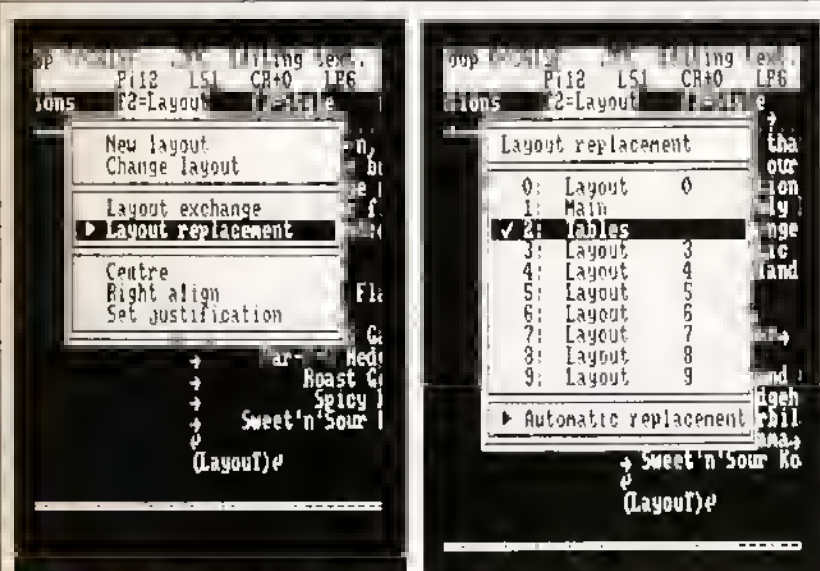 Pi12 LS1 CR+0 LP6
f2=Layout
New layout
Change layout
Layout exchange
Layout replacement
Centre
Right align
Set justification
Roast
Spicy
Sweet'n'Sour
(LayouT)
Pi12 LS1 CR+0 LP6
f2=Layout
Layout replacement
0: Layout 0
1: Main
2: Tables
3: Layout 3
4: Layout 4
5: Layout 5
6: Layout 6
7: Layout 7
8: Layout 8
9: Layout 9
Automatic replacement
Sweet'n'Sour Ko
(LayouT)